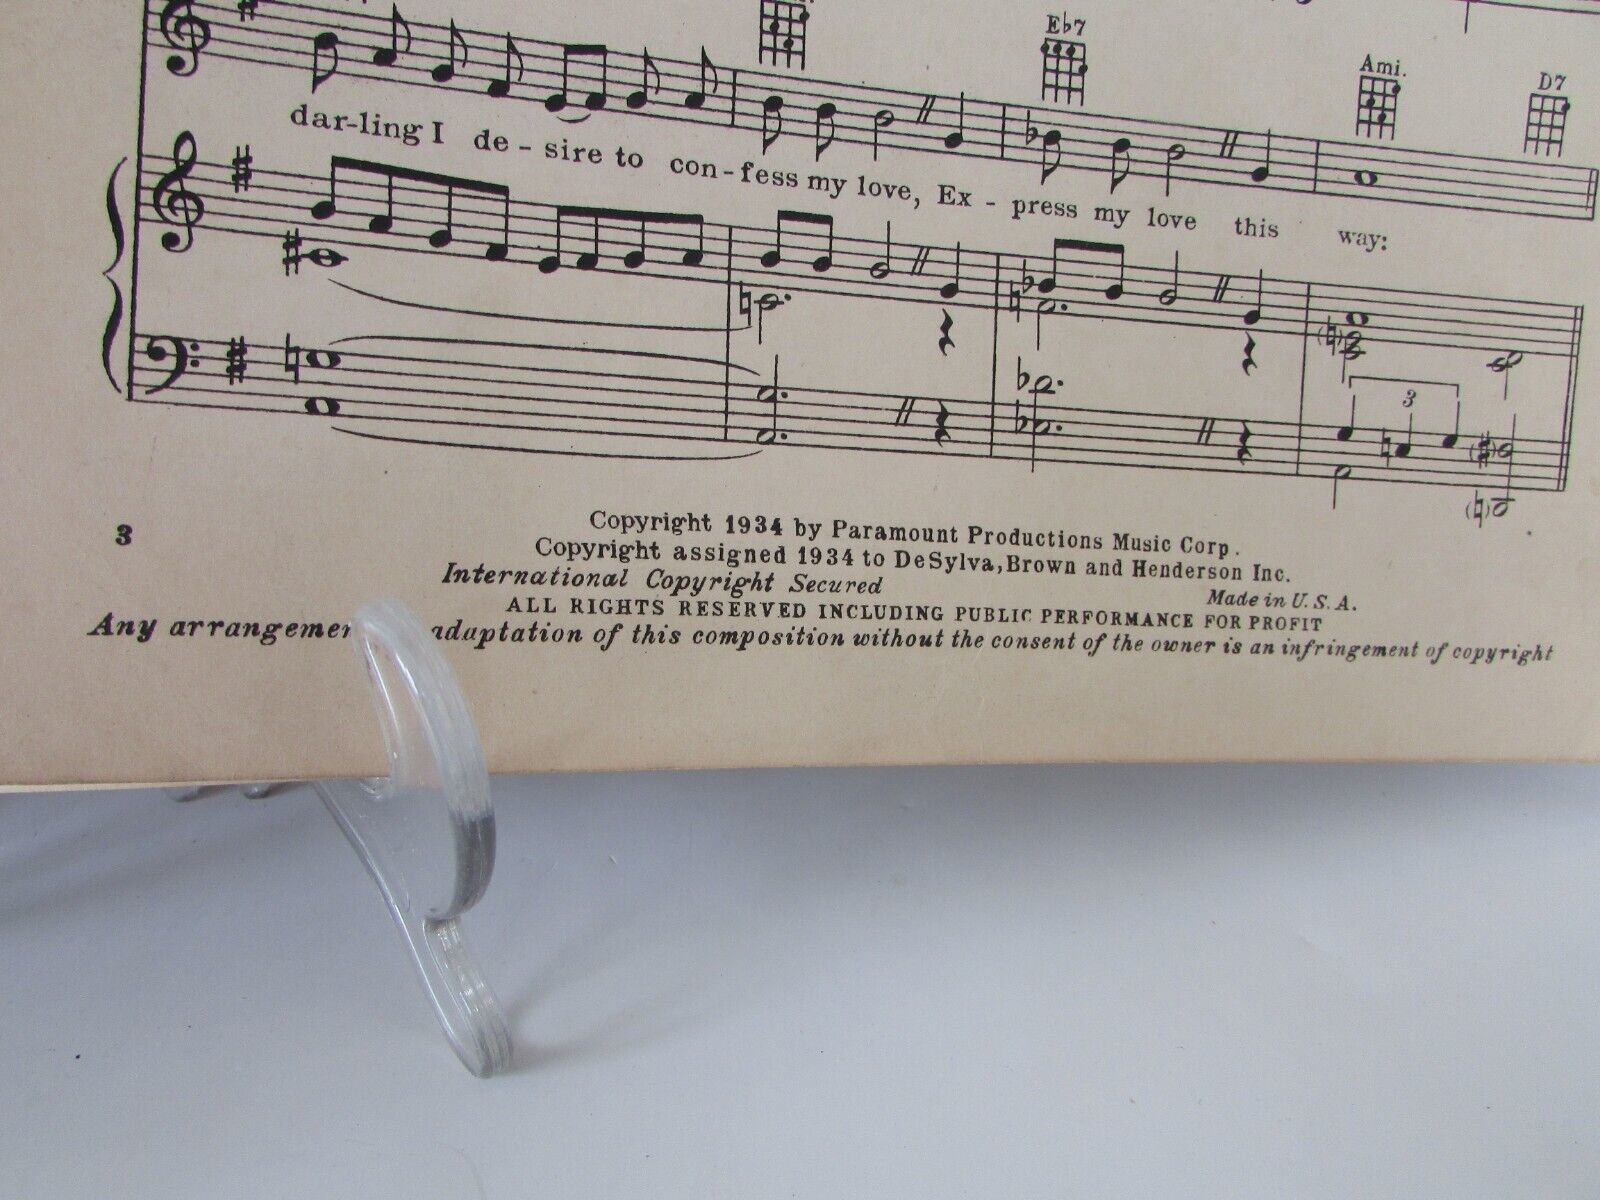 Eb7
Ami.
D7
dar-ling I de - sire to con-fess my love, Ex - press my love this way:
3
3
Copyright 1934 by Paramount Productions Music Corp.
Copyright assigned 1934 to DeSylva, Brown and Henderson Inc.
International Copyright Secured
Made in U. S. A.
ALL RIGHTS RESERVED INCLUDING PUBLIC PERFORMANCE FOR PROFIT
Any adaptation of this composition without the consent of the owner is an infringement of copyright